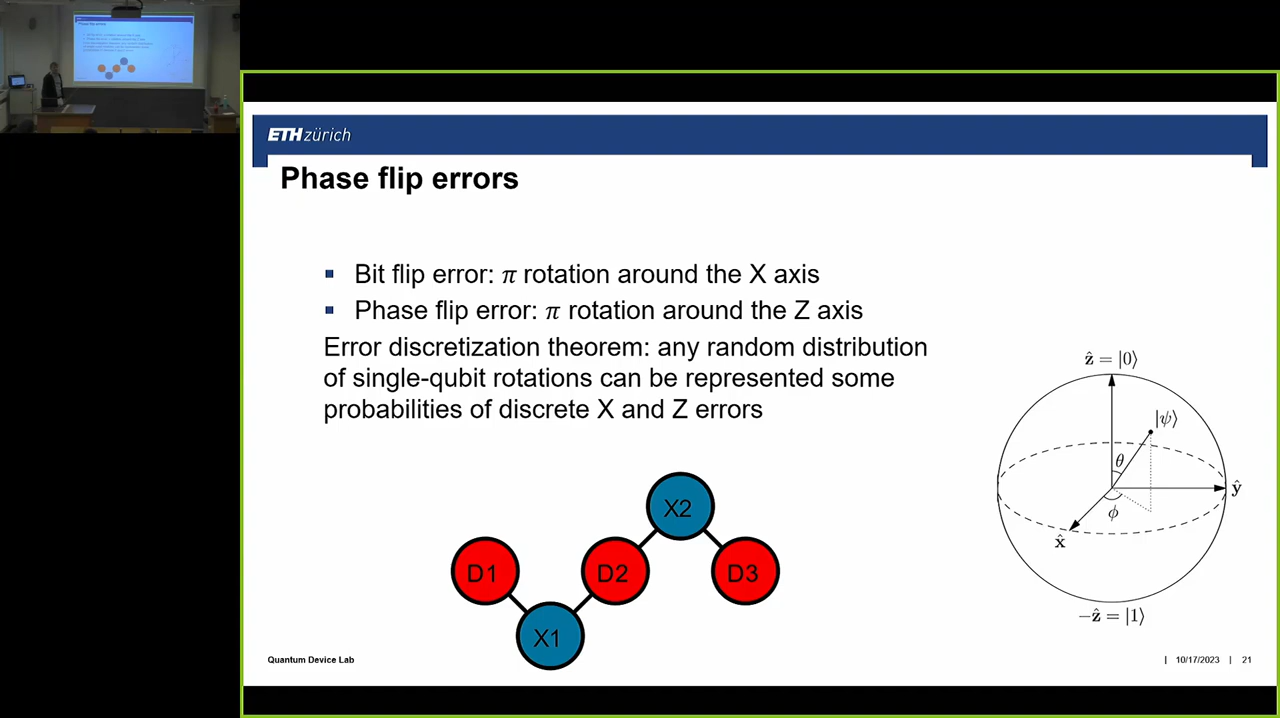 ETH zürich
Phase flip errors
Bit flip error: π rotation around the X axis
Phase flip error: π rotation around the Z axis
Error discretization theorem: any random distribution
of single-qubit rotations can be represented some
probabilities of discrete X and Z errors
ẑ = |0⟩
|ψ⟩
θ
ŷ
ϕ
x̂
−ẑ = |1⟩
X2
D1
D2
D3
X1
Quantum Device Lab
| 10/17/2023 | 21